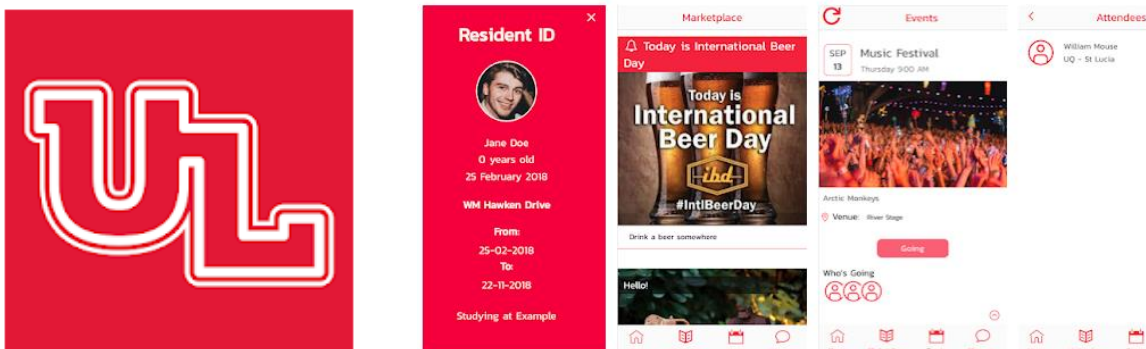 UL
Resident ID
Jane Doe
0 years old
25 February 2018
WM Hawken Drive
From:
25-02-2018
To:
22-11-2018
Studying at Example
Marketplace
Today is International Beer
Day
Today is
International
Beer Day
ibd
#IntlBeerDay
Drink a beer somewhere
Hello!
Events
SEP
13
Music Festival
Thursday 9:00 AM
Arctic Monkeys
Venue: River Stage
Going
Who's Going
Attendees
William Mouse
UQ - St Lucia